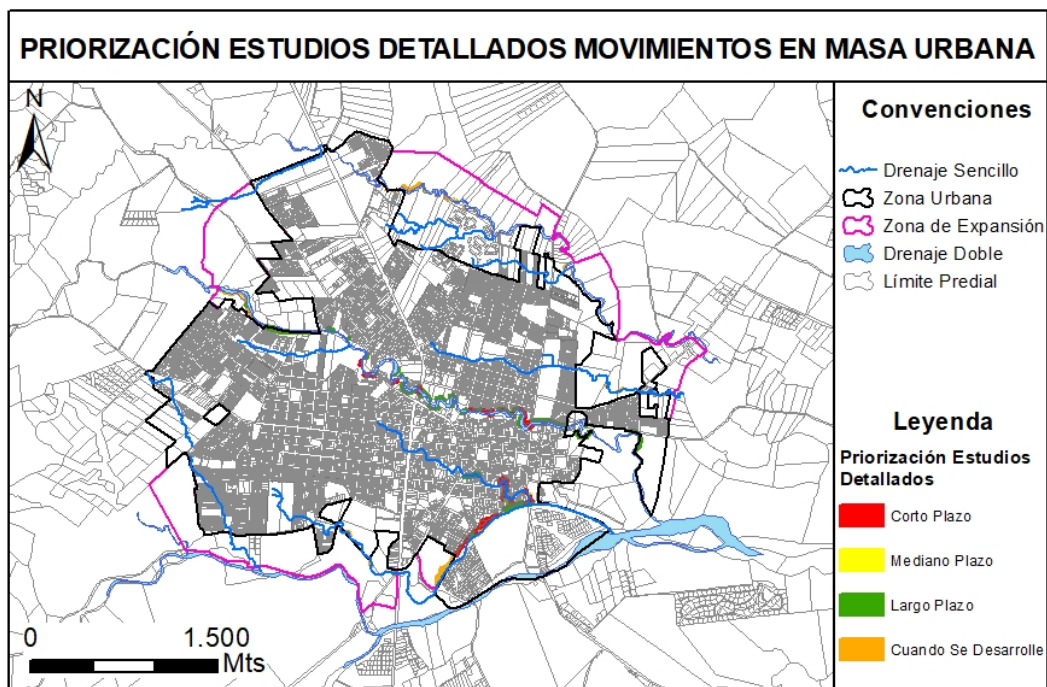 PRIORIZACIÓN ESTUDIOS DETALLADOS MOVIMIENTOS EN MASA URBANA
N
Convenciones
Drenaje Sencillo
Zona Urbana
Zona de Expansión
Drenaje Doble
Límite Predial
Leyenda
Priorización Estudios
Detallados
Corto Plazo
Mediano Plazo
Largo Plazo
Cuando Se Desarrolle
0 1.500
Mts